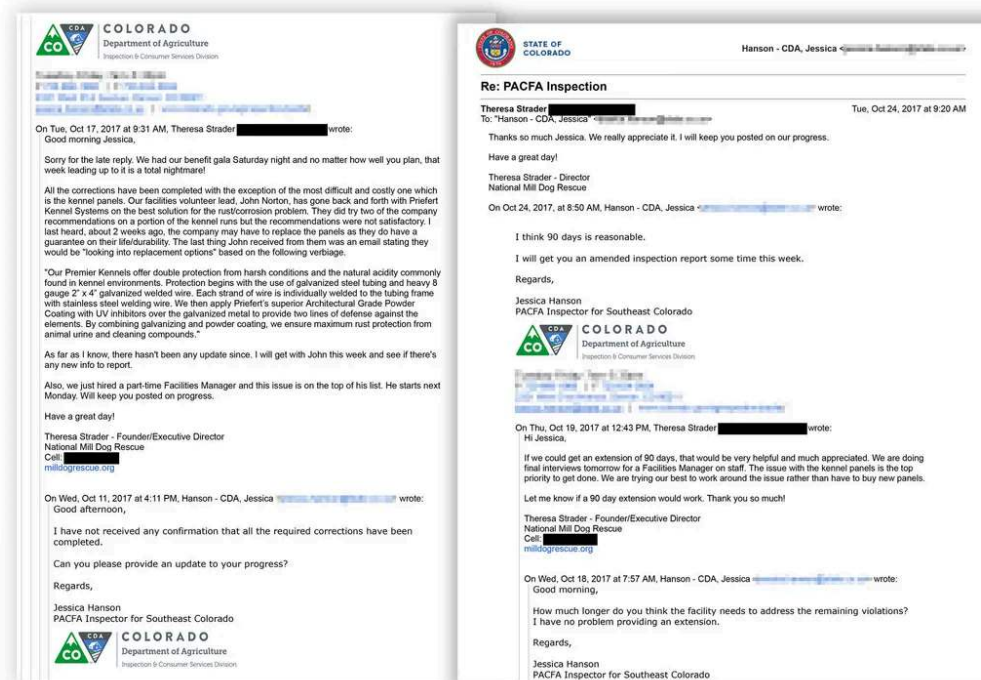 COLORADO
CDA
CO
Department of Agriculture
Inspection & Consumer Services Division
On Tue, Oct 17, 2017 at 9:31 AM, Theresa Strader wrote:
Good morning Jessica,
Sorry for the late reply. We had our benefit gala Saturday night and no matter how well you plan, that
week leading up to it is a total nightmare!
All the corrections have been completed with the exception of the most difficult and costly one which
is the kennel panels. Our facilities volunteer lead, John Norton, has gone back and forth with Priefert
Kennel Systems on the best solution for the rust/corrosion problem. They did try two of the company
recommendations on a portion of the kennel runs but the recommendations were not satisfactory. I
last heard, about 2 weeks ago, the company may have to replace the panels as they do have a
guarantee on their life/durability. The last thing John received from them was an email stating they
would be "looking into replacement options" based on the following verbiage.
"Our Premier Kennels offer double protection from harsh conditions and the natural acidity commonly
found in kennel environments. Protection begins with the use of galvanized steel tubing and heavy 8
gauge 2" x 4" galvanized welded wire. Each strand of wire is individually welded to the tubing frame
with stainless steel welding wire. We then apply Priefert's superior Architectural Grade Powder
Coating with UV inhibitors over the galvanized metal to provide two lines of defense against the
elements. By combining galvanizing and powder coating, we ensure maximum rust protection from
animal urine and cleaning compounds."
As far as I know, there hasn't been any update since. I will get with John this week and see if there's
any new info to report.
Also, we just hired a part-time Facilities Manager and this issue is on the top of his list. He starts next
Monday. Will keep you posted on progress.
Have a great day!
Theresa Strader - Founder/Executive Director
National Mill Dog Rescue
Cell:
milldogrescue.org
On Wed, Oct 11, 2017 at 4:11 PM, Hanson - CDA, Jessica wrote:
Good afternoon,
I have not received any confirmation that all the required corrections have been
completed.
Can you please provide an update to your progress?
Regards,
Jessica Hanson
PACFA Inspector for Southeast Colorado
COLORADO
CDA
CO
Department of Agriculture
Inspection & Consumer Services Division
STATE OF
COLORADO
Hanson - CDA, Jessica <
Re: PACFA Inspection
Theresa Strader
Tue, Oct 24, 2017 at 9:20 AM
To: "Hanson - CDA, Jessica" <
Thanks so much Jessica. We really appreciate it. I will keep you posted on our progress.
Have a great day!
Theresa Strader - Director
National Mill Dog Rescue
On Oct 24, 2017, at 8:50 AM, Hanson - CDA, Jessica < wrote:
I think 90 days is reasonable.
I will get you an amended inspection report some time this week.
Regards,
Jessica Hanson
PACFA Inspector for Southeast Colorado
COLORADO
CDA
CO
Department of Agriculture
Inspection & Consumer Services Division
On Thu, Oct 19, 2017 at 12:43 PM, Theresa Strader wrote:
Hi Jessica,
If we could get an extension of 90 days, that would be very helpful and much appreciated. We are doing
final interviews tomorrow for a Facilities Manager on staff. The issue with the kennel panels is the top
priority to get done. We are trying our best to work around the issue rather than have to buy new panels.
Let me know if a 90 day extension would work. Thank you so much!
Theresa Strader - Founder/Executive Director
National Mill Dog Rescue
Cell:
milldogrescue.org
On Wed, Oct 18, 2017 at 7:57 AM, Hanson - CDA, Jessica wrote:
Good morning,
How much longer do you think the facility needs to address the remaining violations?
I have no problem providing an extension.
Regards,
Jessica Hanson
PACFA Inspector for Southeast Colorado